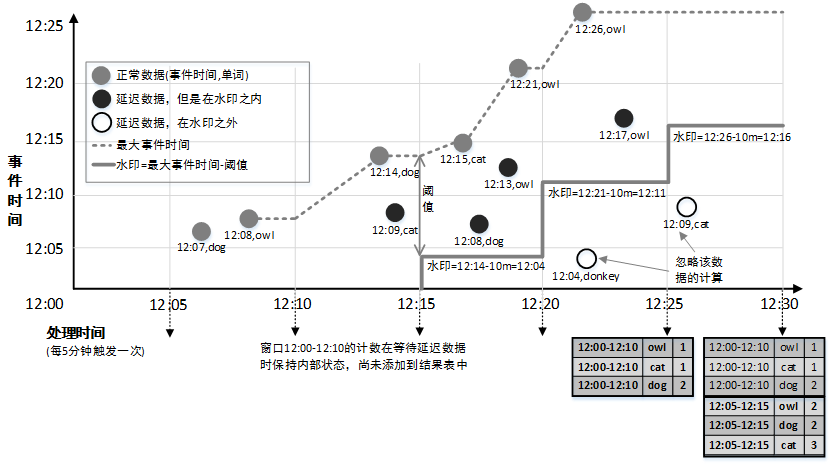 12:25
12:20
12:15
12:10
12:05
12:00
事件时间
正常数据(事件时间,单词)
延迟数据，但是在水印之内
延迟数据，在水印之外
最大事件时间
水印=最大事件时间-阈值
12:26,owl
12:21,owl
12:17,owl
12:15,cat
12:14,dog
12:13,owl
12:09,cat
12:08,dog
12:08,owl
12:07,dog
阈值
水印=12:14-10m=12:04
水印=12:21-10m=12:11
水印=12:26-10m=12:16
12:09,cat
12:04,donkey
忽略该数
据的计算
12:05
12:10
12:15
12:20
12:25
12:30
处理时间
(每5分钟触发一次)
窗口12:00-12:10的计数在等待延迟数据
时保持内部状态，尚未添加到结果表中
12:00-12:10 owl 1
12:00-12:10 cat 1
12:00-12:10 dog 2
12:00-12:10 owl 1
12:00-12:10 cat 1
12:00-12:10 dog 2
12:05-12:15 owl 2
12:05-12:15 dog 2
12:05-12:15 cat 3